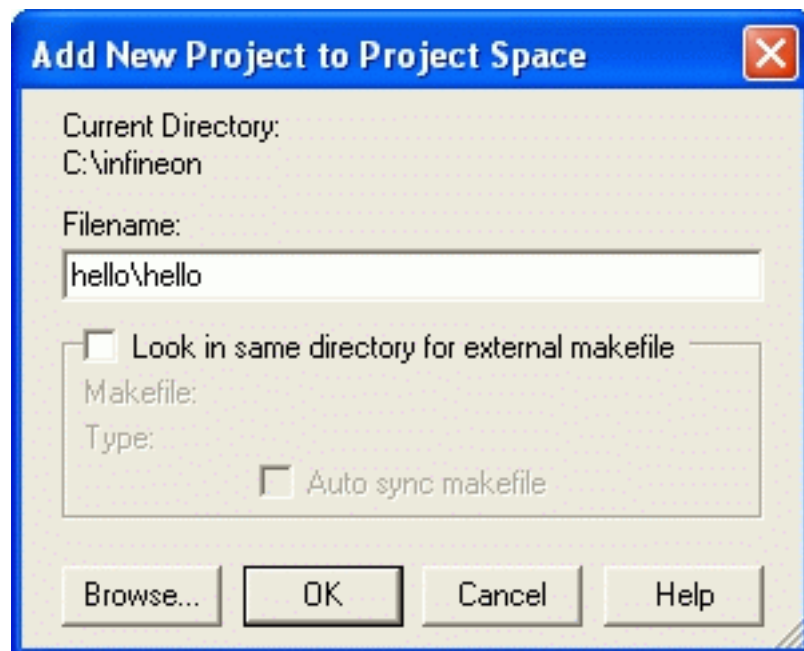 Add New Project to Project Space
Current Directory:
C:\infineon
Filename:
hello\hello
Look in same directory for external makefile
Makefile:
Type:
Auto sync makefile
Browse... OK Cancel Help